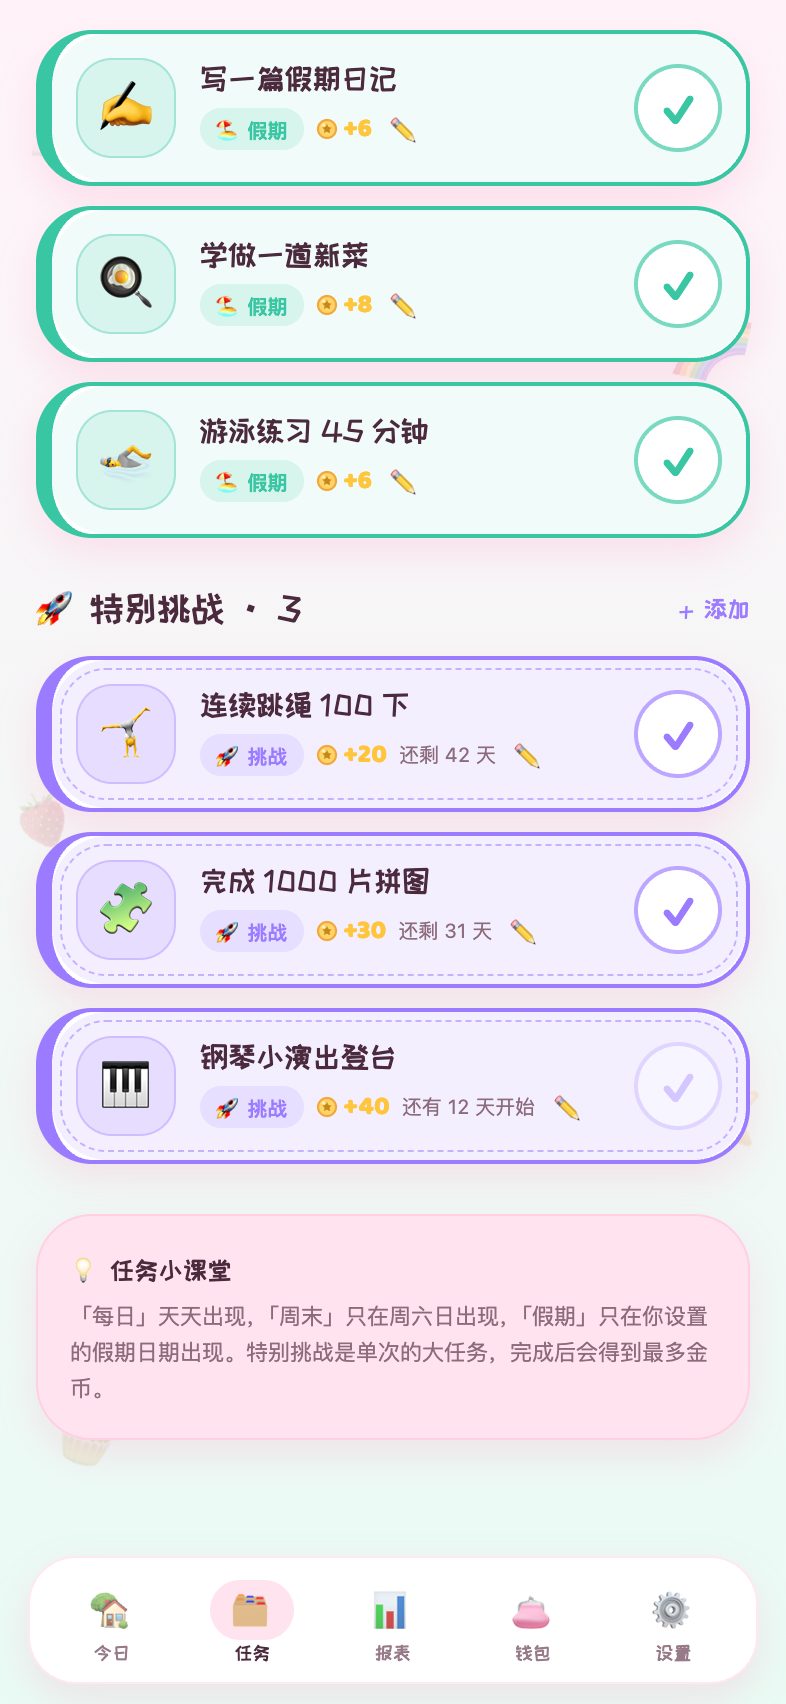 写一篇假期日记
假期 +6
学做一道新菜
假期 +8
游泳练习 45 分钟
假期 +6
特别挑战 · 3
+ 添加
连续跳绳 100 下
挑战 +20 还剩 42 天
完成 1000 片拼图
挑战 +30 还剩 31 天
钢琴小演出登台
挑战 +40 还有 12 天开始
任务小课堂
「每日」天天出现，「周末」只在周六日出现，「假期」只在你设置
的假期日期出现。特别挑战是单次的大任务，完成后会得到最多金
币。
今日 任务 报表 钱包 设置